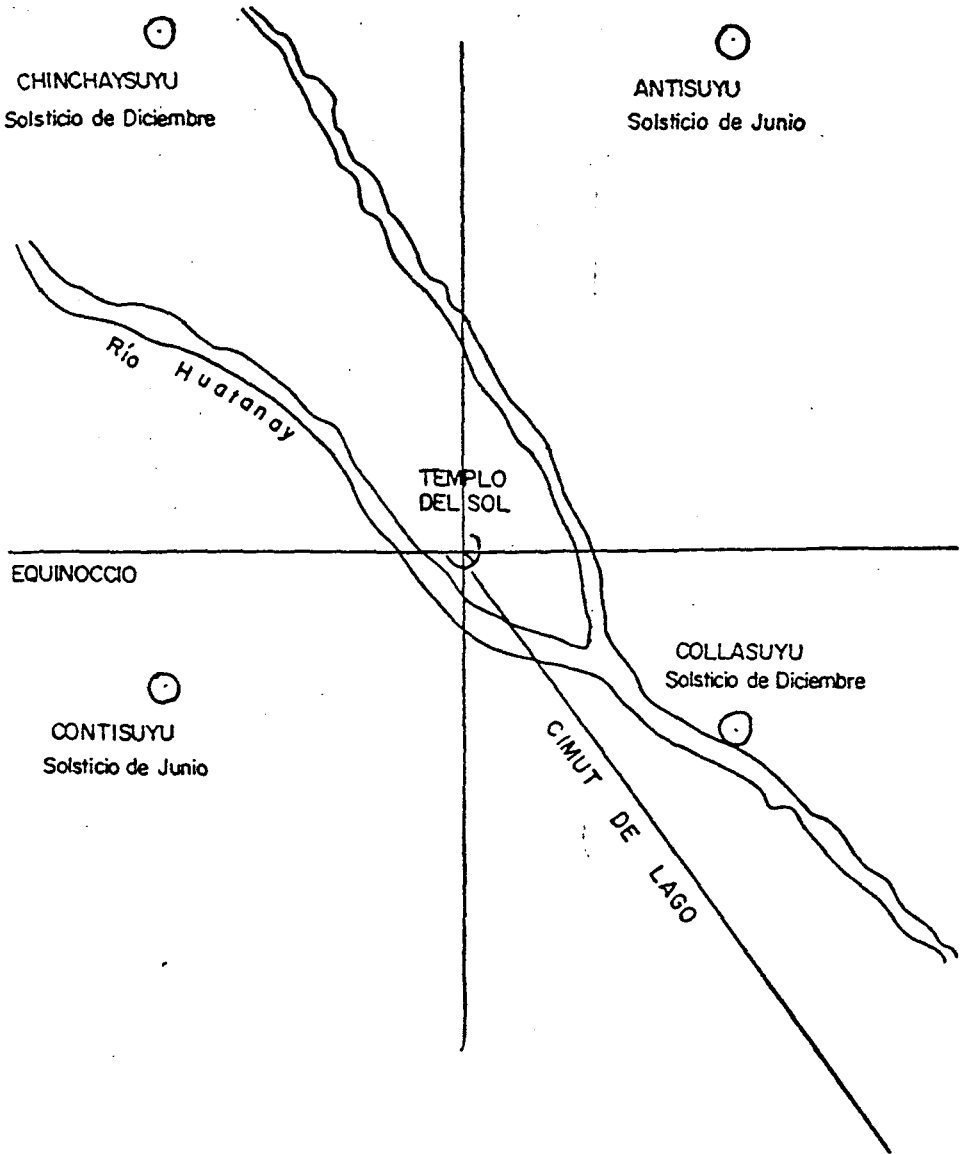 CHINCHAYSUYU
Solsticio de Diciembre
ANTISUYU
Solsticio de Junio
Río Huatanay
TEMPLO
DEL SOL
EQUINOCCIO
COLLASUYU
Solsticio de Diciembre
CONTISUYU
Solsticio de Junio
CIMUT DE LAGO